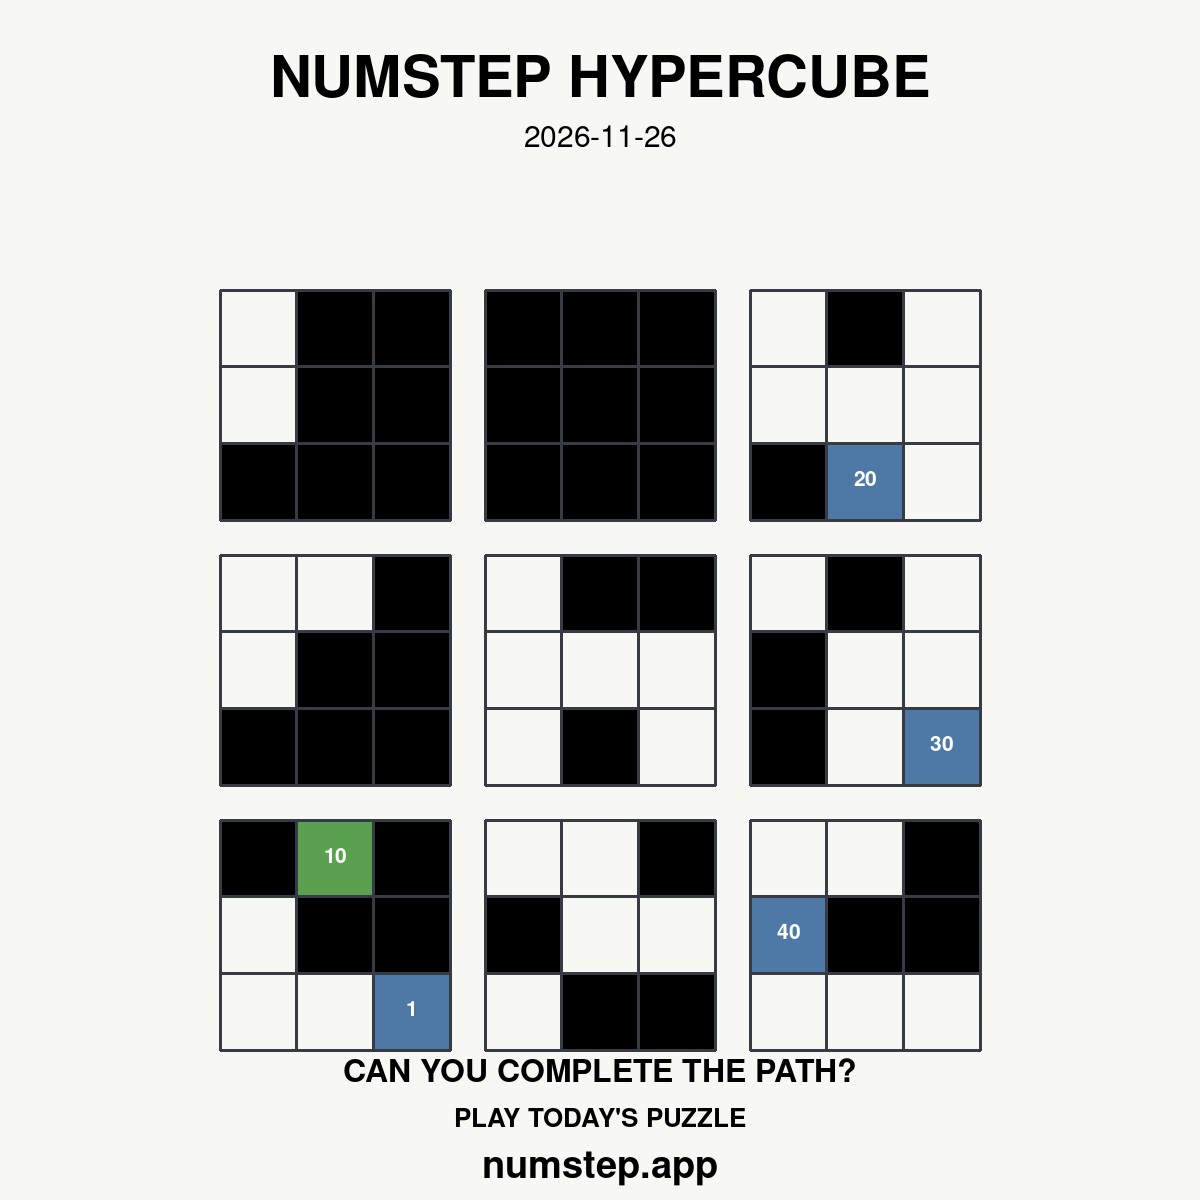 NUMSTEP HYPERCUBE
2026-11-26
20
30
10
40
1
CAN YOU COMPLETE THE PATH?
PLAY TODAY'S PUZZLE
numstep.app